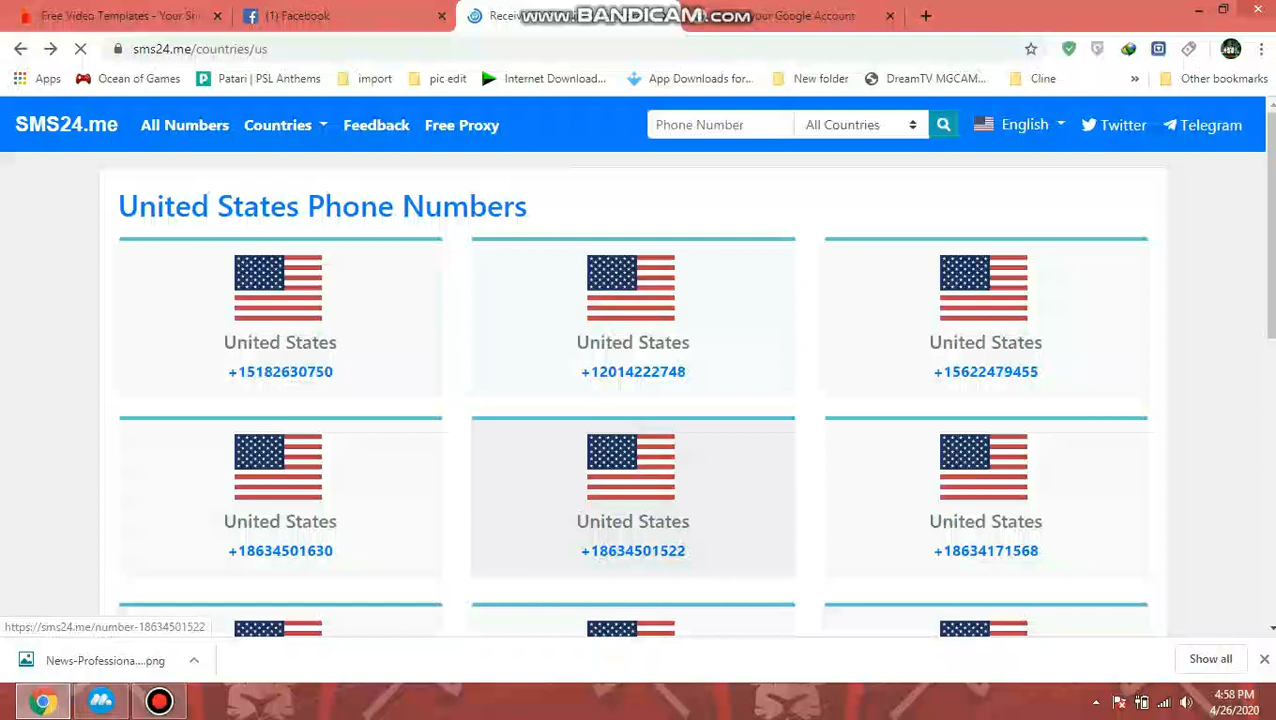 Free Video Templates - Your Si
(1) Facebook
Receiv
www.BANDICAM.com
our Google Account
sms24.me/countries/us
Apps
Ocean of Games
Patari | PSL Anthems
import
pic edit
Internet Download...
App Downloads for...
New folder
DreamTV MGCAM...
Cline
»
Other bookmarks
SMS24.me
All Numbers
Countries
Feedback
Free Proxy
Phone Number
All Countries
English
Twitter
Telegram
United States Phone Numbers
United States
+15182630750
United States
+12014222748
United States
+15622479455
United States
+18634501630
United States
+18634501522
United States
+18634171568
https://sms24.me/number-18634501522
News-Professiona....png
Show all
4:58 PM
4/26/2020